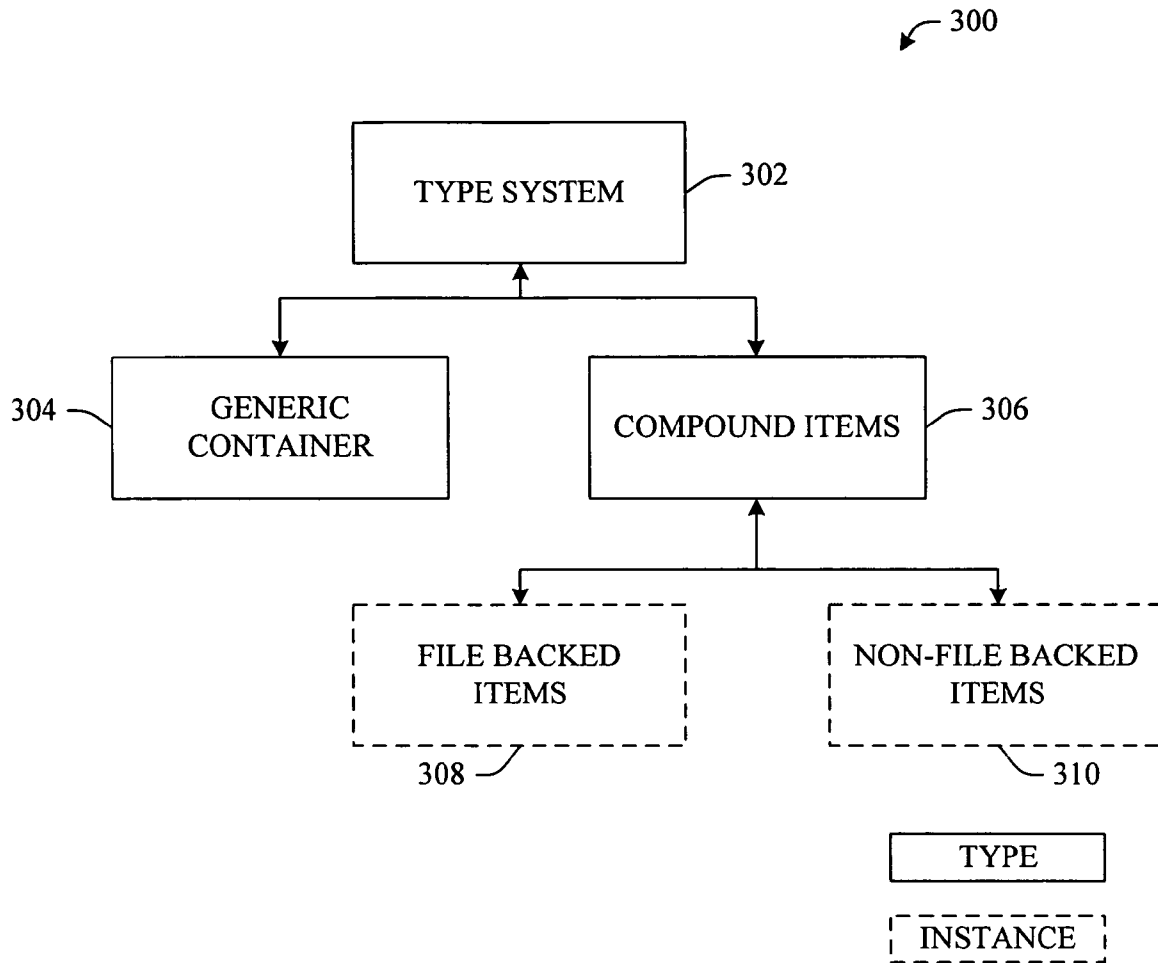 300
TYPE SYSTEM
302
304
GENERIC
CONTAINER
COMPOUND ITEMS
306
FILE BACKED
ITEMS
NON-FILE BACKED
ITEMS
308
310
TYPE
INSTANCE